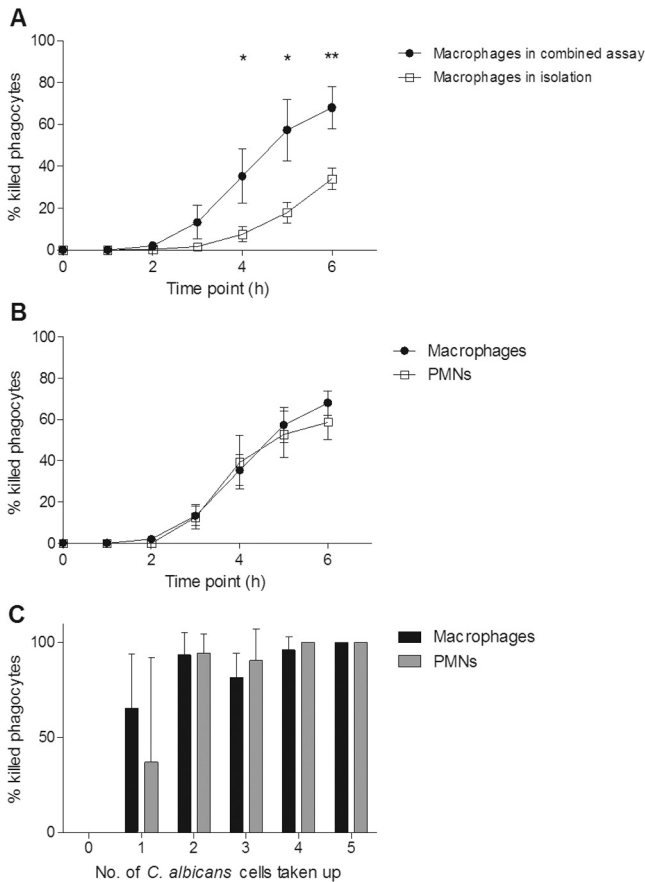 A
% killed phagocytes
100
80
60
40
20
0
* * **
0 2 4 6
Time point (h)
Macrophages in combined assay
Macrophages in isolation
B
% killed phagocytes
100
80
60
40
20
0
0 2 4 6
Time point (h)
Macrophages
PMNs
C
% killed phagocytes
100
50
0
0 1 2 3 4 5
No. of C. albicans cells taken up
Macrophages
PMNs